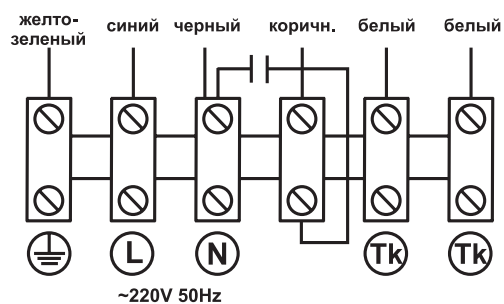 желто-
зеленый
синий
черный
коричн.
белый
белый
L
N
Tk
Tk
~220V 50Hz